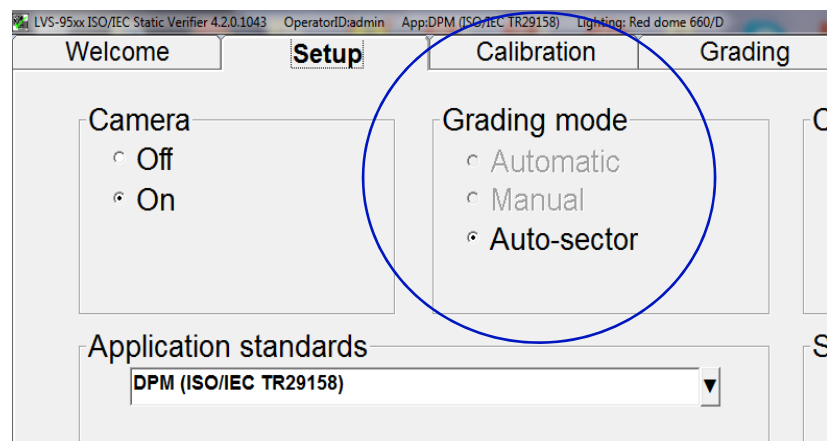 LVS-95xx ISO/IEC Static Verifier 4.2.0.1043 OperatorID:admin App:DPM (ISO/IEC TR29158) Lighting: Red dome 660/D
Welcome Setup Calibration Grading
Camera
Off
On
Grading mode
Automatic
Manual
Auto-sector
Application standards
DPM (ISO/IEC TR29158)